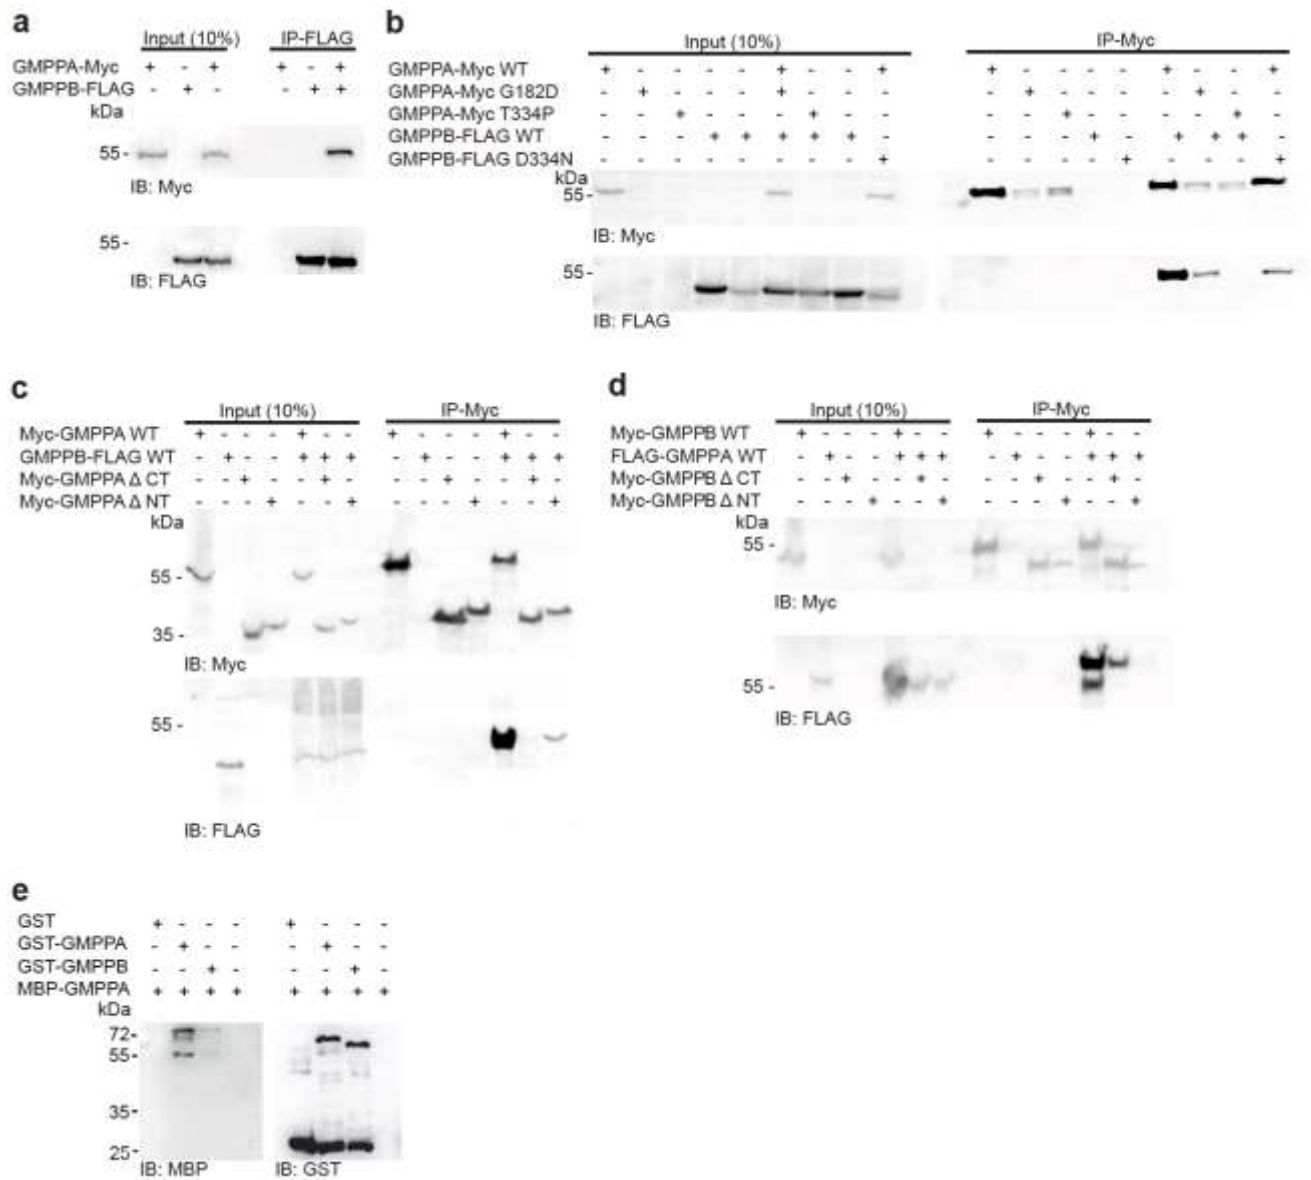 a
Input (10%) IP-FLAG
GMPPA-Myc + - + + - +
GMPPB-FLAG - + + - + +
kDa
55-
IB: Myc
55-
IB: FLAG
b
Input (10%) IP-Myc
GMPPA-Myc WT + - - - - + - - + + - - - - + - - +
GMPPA-Myc G182D
GMPPA-Myc T334P
GMPPB-FLAG WT
GMPPB-FLAG D334N
kDa
55-
IB: Myc
55-
IB: FLAG
c
Input (10%) IP-Myc
Myc-GMPPA WT + - - - + - - + - - - + - -
GMPPB-FLAG WT - + - - + + + - + - - + + +
Myc-GMPPA Δ CT - - + - - + - - - + - - + -
Myc-GMPPA Δ NT - - - + - - + - - - + - - +
kDa
55 -
35 -
IB: Myc
55 -
IB: FLAG
d
Input (10%) IP-Myc
Myc-GMPPB WT + - - - + - - + - - - + - -
FLAG-GMPPA WT - + - - + + + - + - - + + +
Myc-GMPPB Δ CT - - + - - + - - - + - - + -
Myc-GMPPB Δ NT - - - + - - + - - - + - - +
kDa
55 -
IB: Myc
55 -
IB: FLAG
e
GST + - - - + - - -
GST-GMPPA - + - - - + - -
GST-GMPPB - - + - - - + -
MBP-GMPPA + + + + + + + +
kDa
72-
55-
35-
25-
IB: MBP IB: GST